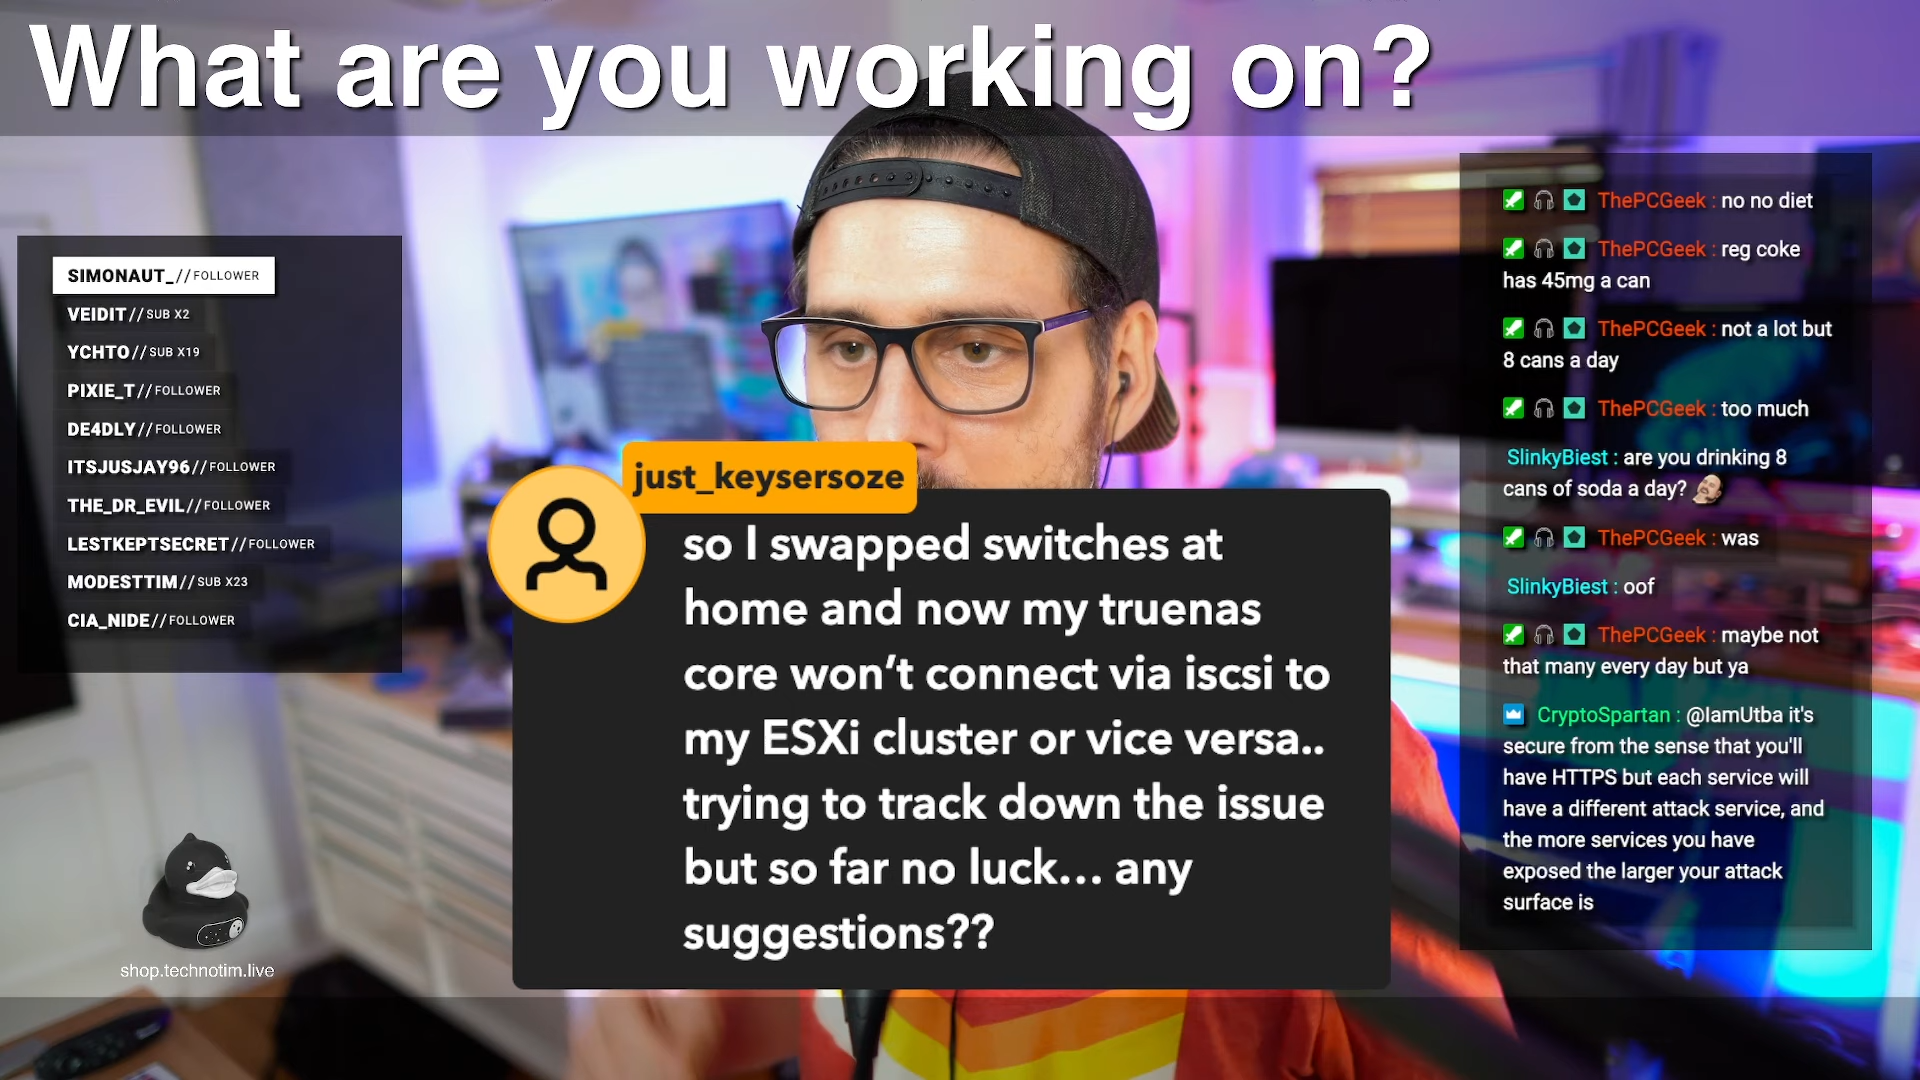 What are you working on?
SIMONAUT_//FOLLOWER
VEIDIT//SUB X2
YCHTO//SUB X19
PIXIE_T//FOLLOWER
DE4DLY//FOLLOWER
ITSJUSJAY96//FOLLOWER
THE_DR_EVIL//FOLLOWER
LESTKEPTSECRET//FOLLOWER
MODESTTIM//SUB X23
CIA_NIDE//FOLLOWER
shop.technotim.live
just_keysersoze
so I swapped switches at
home and now my truenas
core won’t connect via iscsi to
my ESXi cluster or vice versa..
trying to track down the issue
but so far no luck... any
suggestions??
ThePCGeek : no no diet
ThePCGeek : reg coke
has 45mg a can
ThePCGeek : not a lot but
8 cans a day
ThePCGeek : too much
SlinkyBiest : are you drinking 8
cans of soda a day?
ThePCGeek : was
SlinkyBiest : oof
ThePCGeek : maybe not
that many every day but ya
CryptoSpartan : @IamUtba it's
secure from the sense that you'll
have HTTPS but each service will
have a different attack service, and
the more services you have
exposed the larger your attack
surface is